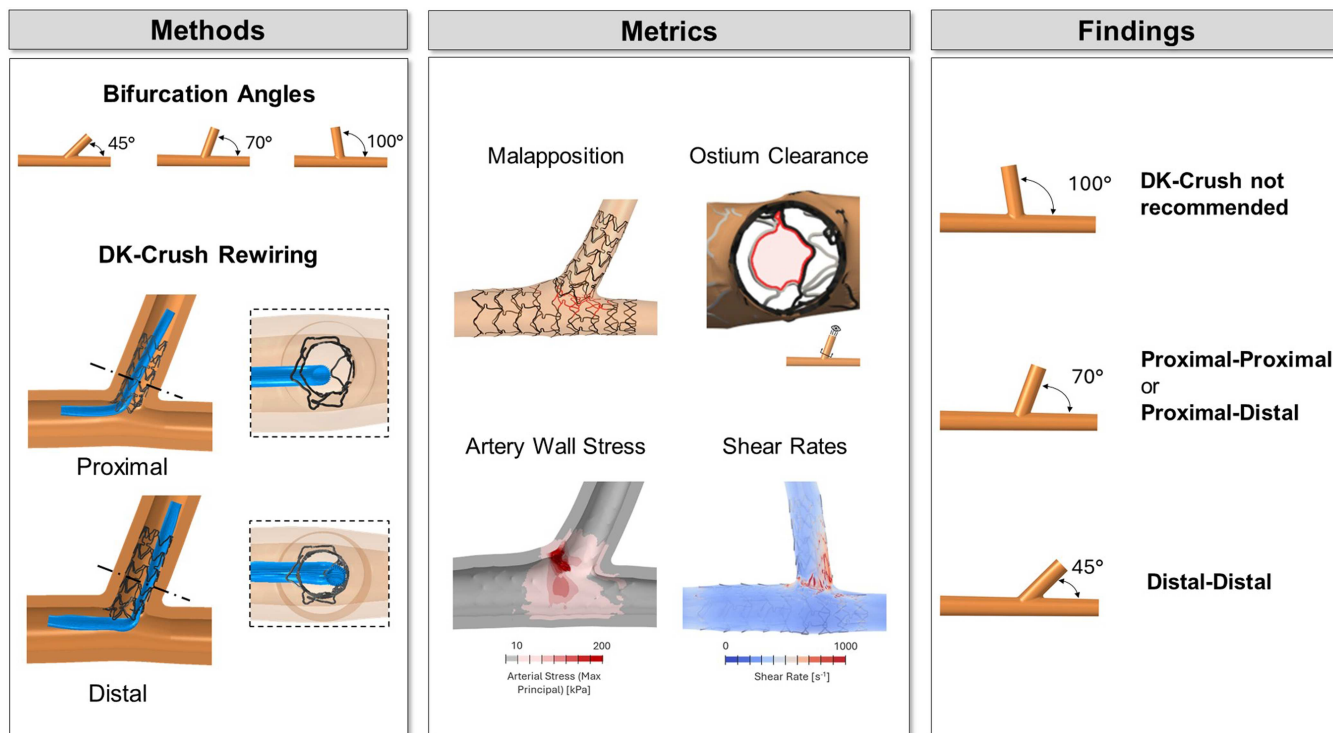 Methods
Bifurcation Angles
45°
70°
100°
DK-Crush Rewiring
Proximal
Distal
Metrics
Malapposition
Ostium Clearance
Artery Wall Stress
Shear Rates
10 200
Arterial Stress (Max
Principal) [kPa]
0 1000
Shear Rate [s⁻¹]
Findings
100°
DK-Crush not
recommended
70°
Proximal-Proximal
or
Proximal-Distal
45°
Distal-Distal